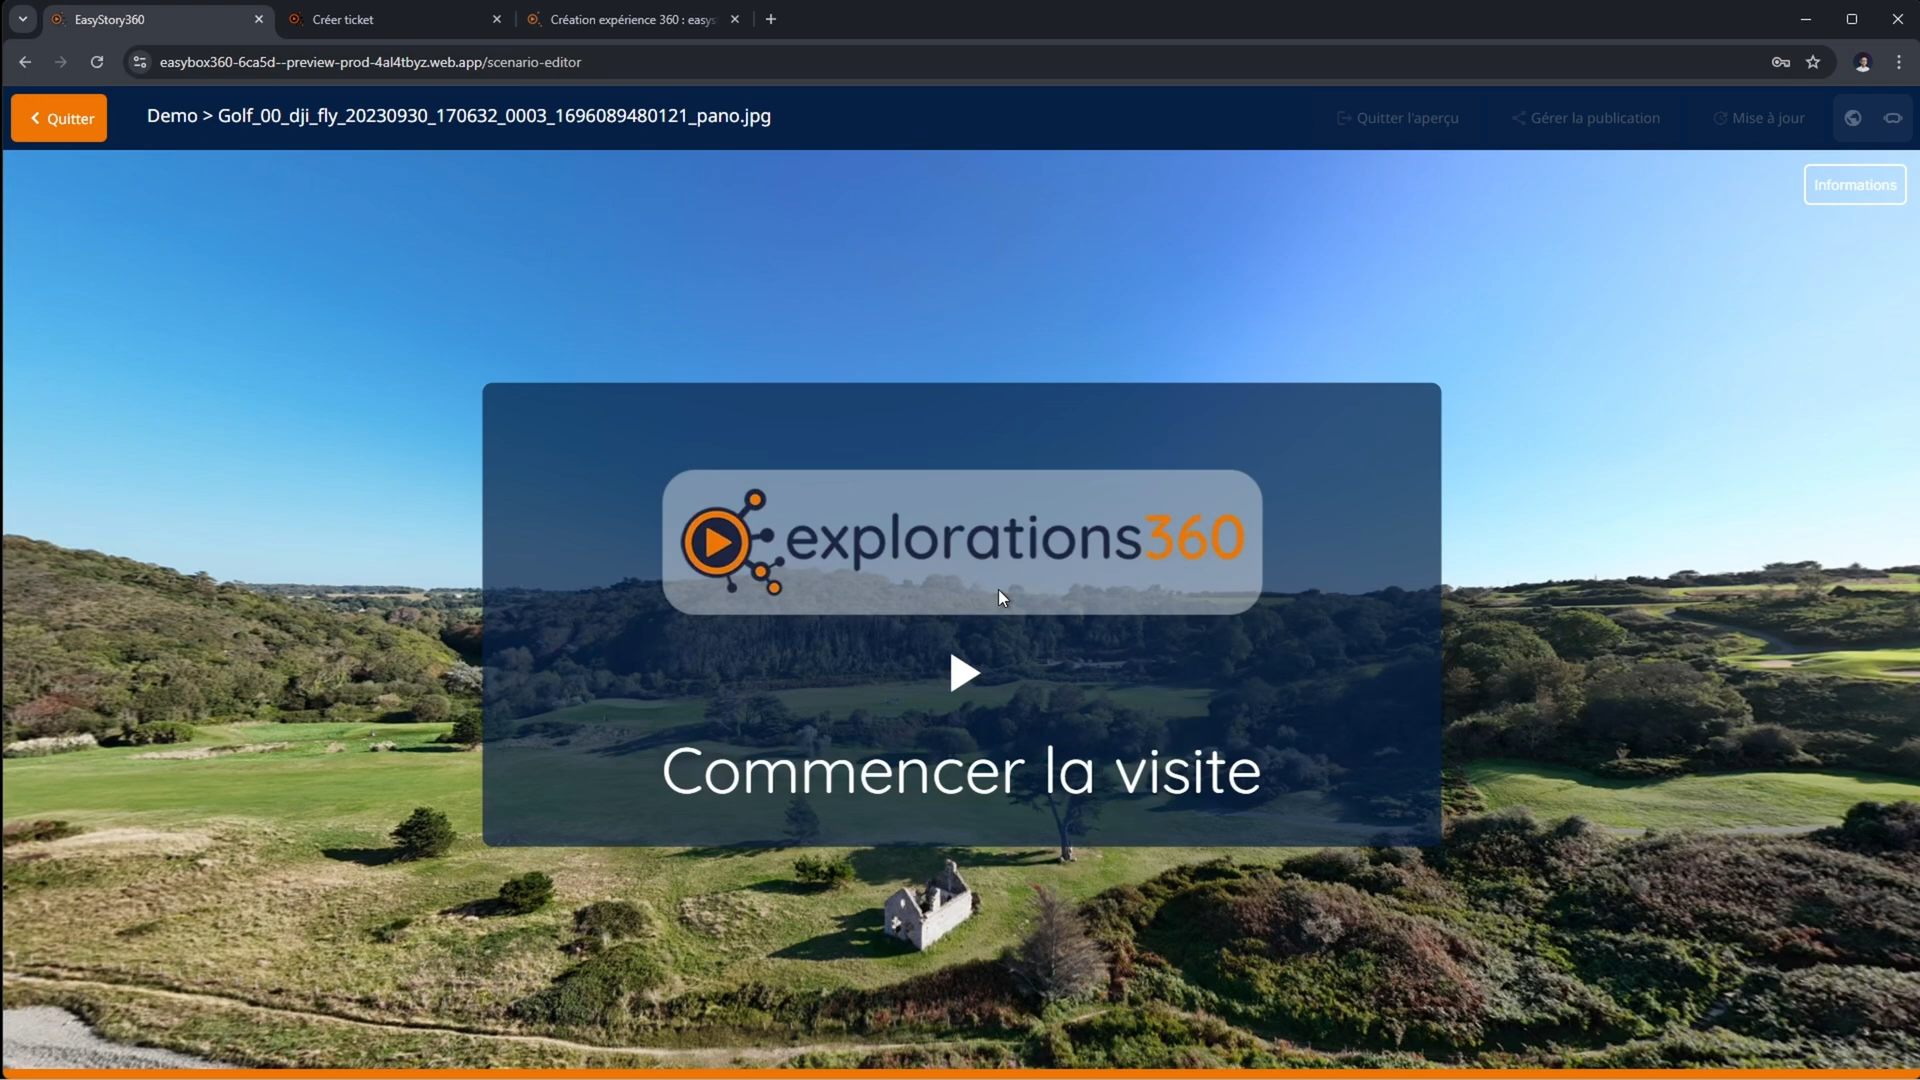 EasyStory360
Créer ticket
Création expérience 360 : easys
easybox360-6ca5d--preview-prod-4al4tbyz.web.app/scenario-editor
Quitter
Demo > Golf_00_dji_fly_20230930_170632_0003_1696089480121_pano.jpg
Quitter l'aperçu
Gérer la publication
Mise à jour
Informations
explorations360
Commencer la visite